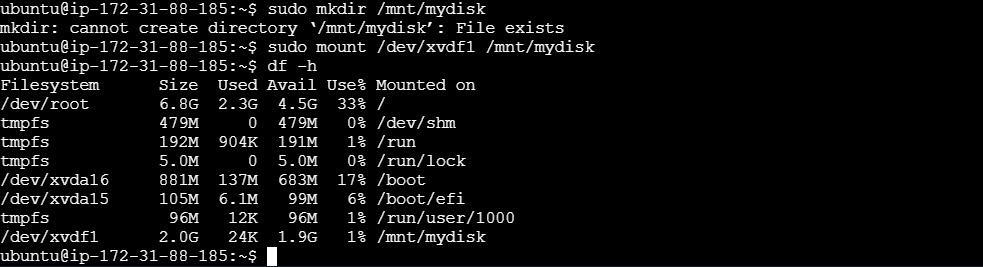 ubuntu@ip-172-31-88-185:~$ sudo mkdir /mnt/mydisk
mkdir: cannot create directory ‘/mnt/mydisk’: File exists
ubuntu@ip-172-31-88-185:~$ sudo mount /dev/xvdf1 /mnt/mydisk
ubuntu@ip-172-31-88-185:~$ df -h
Filesystem      Size  Used Avail Use% Mounted on
/dev/root       6.8G  2.3G  4.5G  33% /
tmpfs           479M     0  479M   0% /dev/shm
tmpfs           192M  904K  191M   1% /run
tmpfs           5.0M     0  5.0M   0% /run/lock
/dev/xvda16     881M  137M  683M  17% /boot
/dev/xvda15     105M  6.1M   99M   6% /boot/efi
tmpfs            96M   12K   96M   1% /run/user/1000
/dev/xvdf1      2.0G   24K  1.9G   1% /mnt/mydisk
ubuntu@ip-172-31-88-185:~$